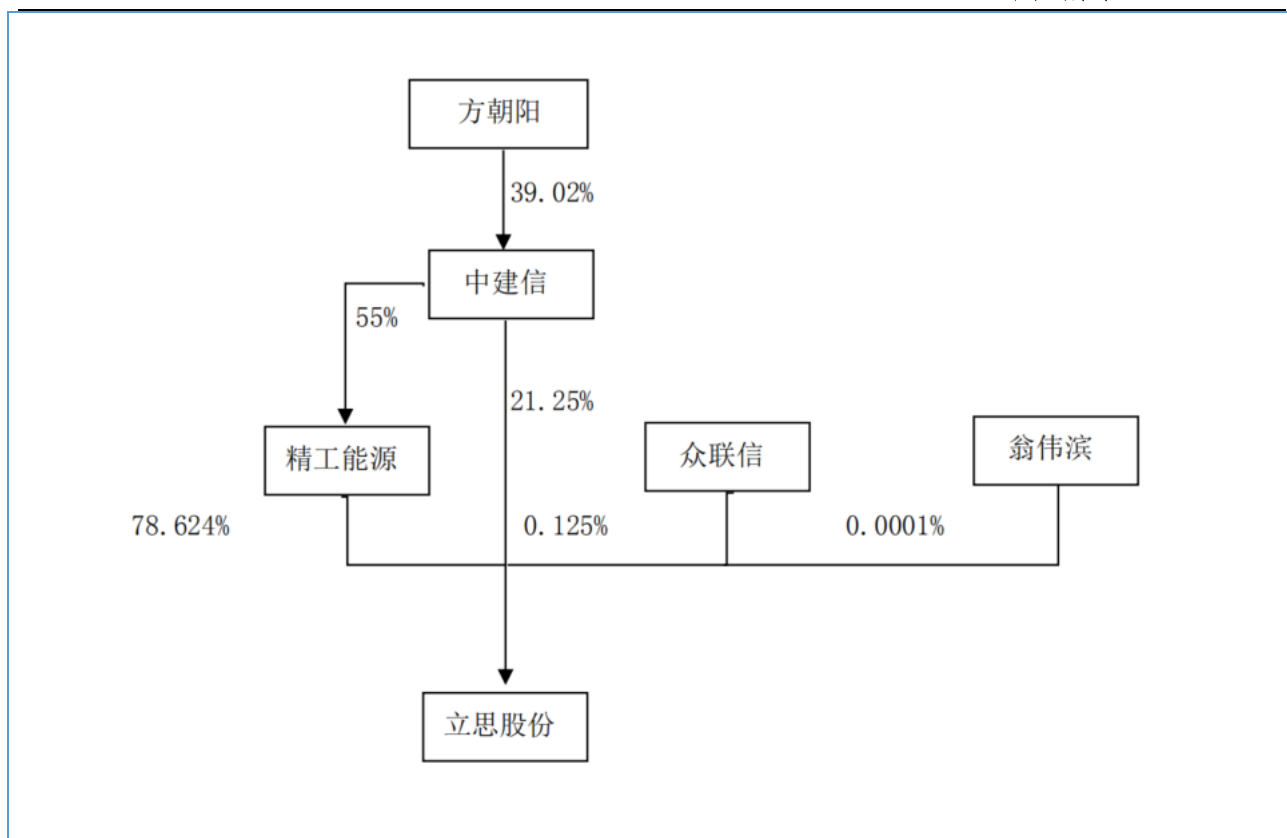 方朝阳
39.02%
中建信
55%
21.25%
精工能源
众联信
翁伟滨
78.624%
0.125%
0.0001%
立思股份